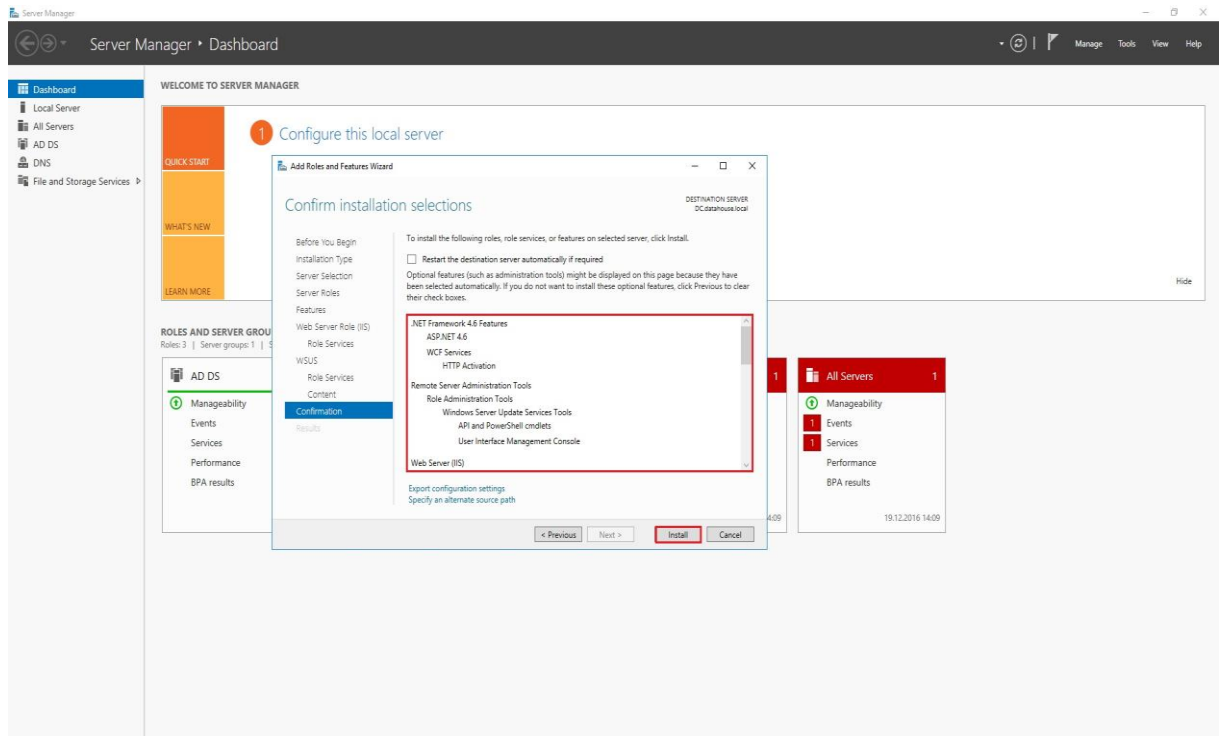 Server Manager
Server Manager • Dashboard
Manage Tools View Help
Dashboard
Local Server
All Servers
AD DS
DNS
File and Storage Services
WELCOME TO SERVER MANAGER
QUICK START
WHAT'S NEW
LEARN MORE
1 Configure this local server
Hide
ROLES AND SERVER GROU
Roles: 3 | Server groups: 1 | S
AD DS
Manageability
Events
Services
Performance
BPA results
1
4:09
All Servers 1
Manageability
1 Events
1 Services
Performance
BPA results
19.12.2016 14:09
Add Roles and Features Wizard
Confirm installation selections
DESTINATION SERVER
DC.datahouse.local
Before You Begin
Installation Type
Server Selection
Server Roles
Features
Web Server Role (IIS)
Role Services
WSUS
Role Services
Content
Confirmation
Results
To install the following roles, role services, or features on selected server, click Install.
Restart the destination server automatically if required
Optional features (such as administration tools) might be displayed on this page because they have
been selected automatically. If you do not want to install these optional features, click Previous to clear
their check boxes.
.NET Framework 4.6 Features
ASP.NET 4.6
WCF Services
HTTP Activation
Remote Server Administration Tools
Role Administration Tools
Windows Server Update Services Tools
API and PowerShell cmdlets
User Interface Management Console
Web Server (IIS)
Export configuration settings
Specify an alternate source path
< Previous Next > Install Cancel